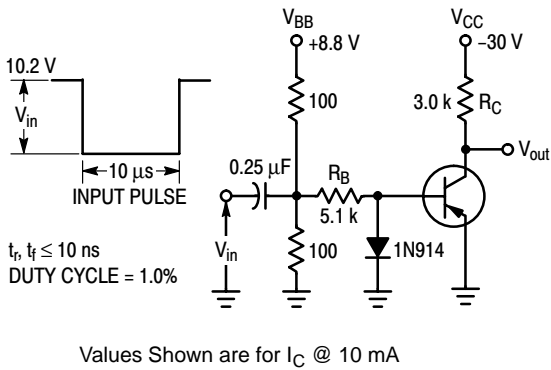 V_BB
+8.8 V
V_CC
−30 V
10.2 V
V_in
10 μs
INPUT PULSE
t_r, t_f ≤ 10 ns
DUTY CYCLE = 1.0%
0.25 μF
V_in
100
R_B
5.1 k
100
1N914
3.0 k
R_C
V_out
Values Shown are for I_C @ 10 mA